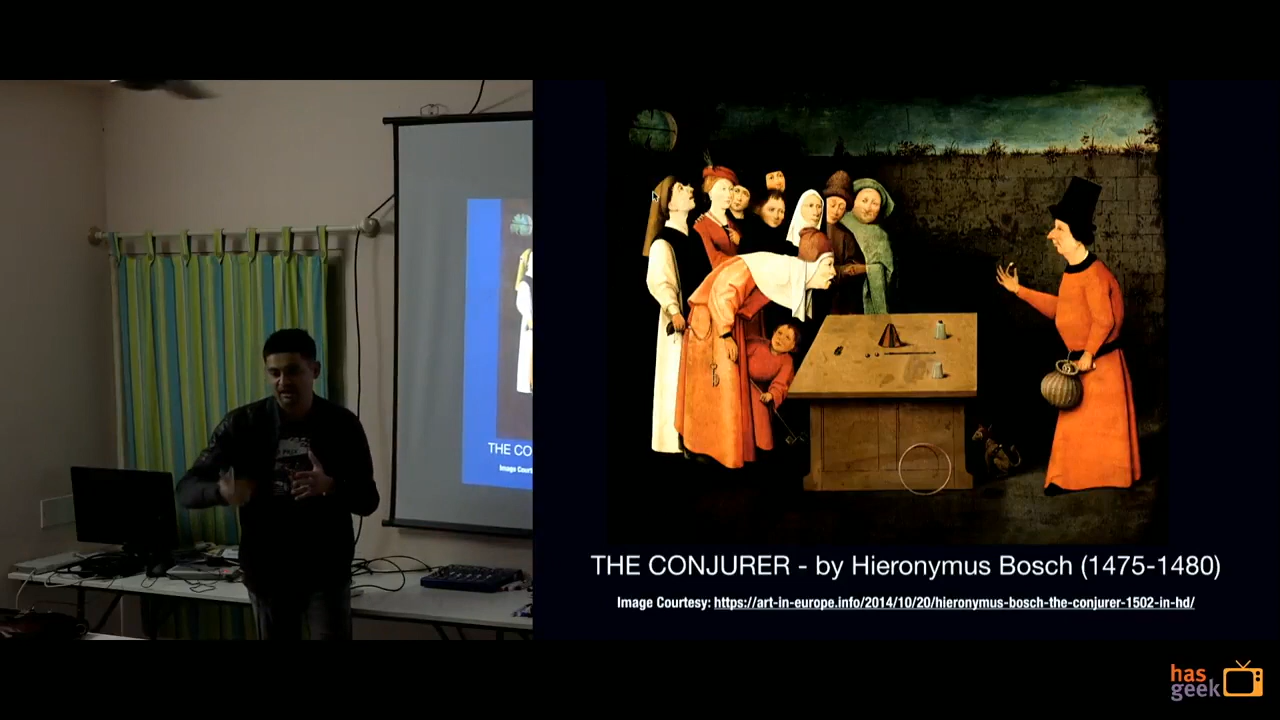 THE CO
Image Court
THE CONJURER - by Hieronymus Bosch (1475-1480)
Image Courtesy: https://art-in-europe.info/2014/10/20/hieronymus-bosch-the-conjurer-1502-in-hd/
has
geek